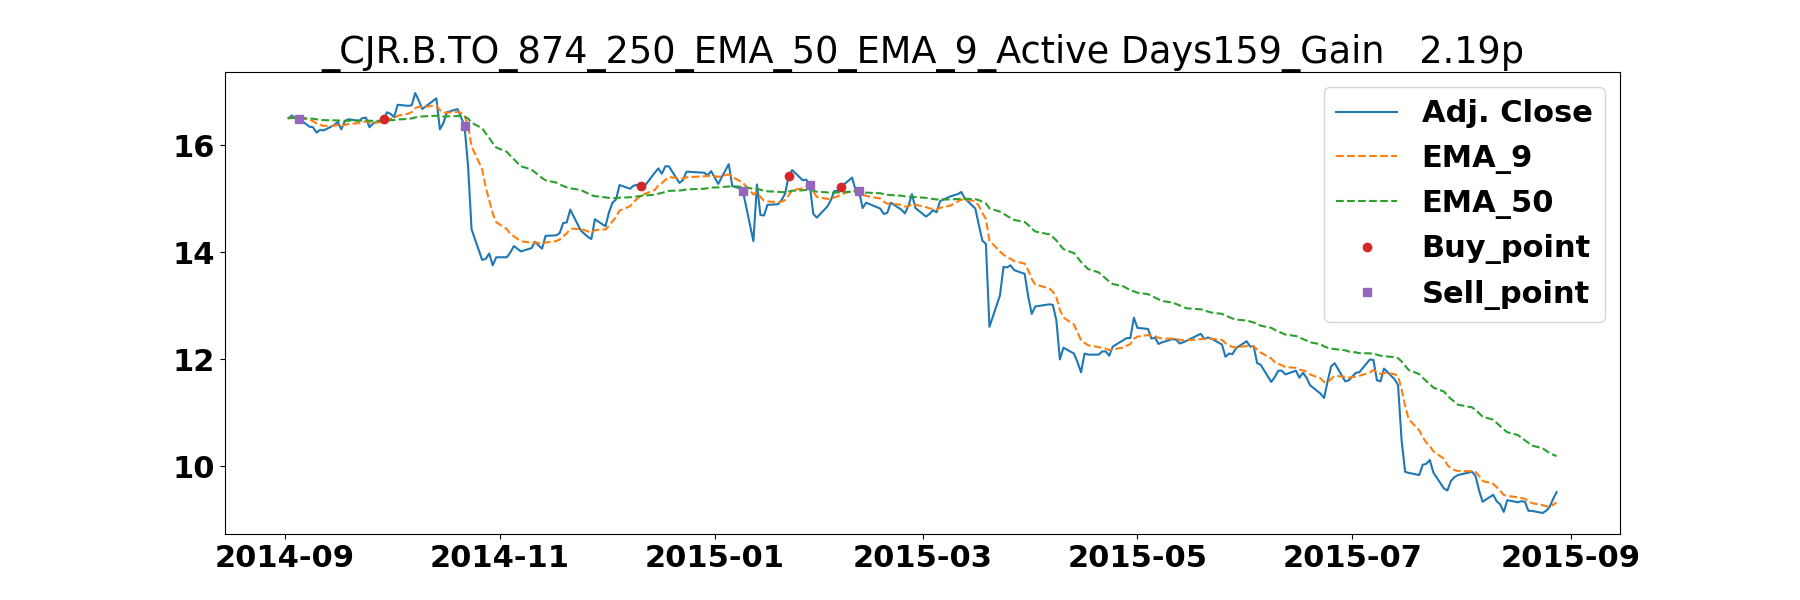 _CJR.B.TO_874_250_EMA_50_EMA_9_Active Days159_Gain   2.19p
Adj. Close
EMA_9
EMA_50
Buy_point
Sell_point
16
14
12
10
2014-09 2014-11 2015-01 2015-03 2015-05 2015-07 2015-09